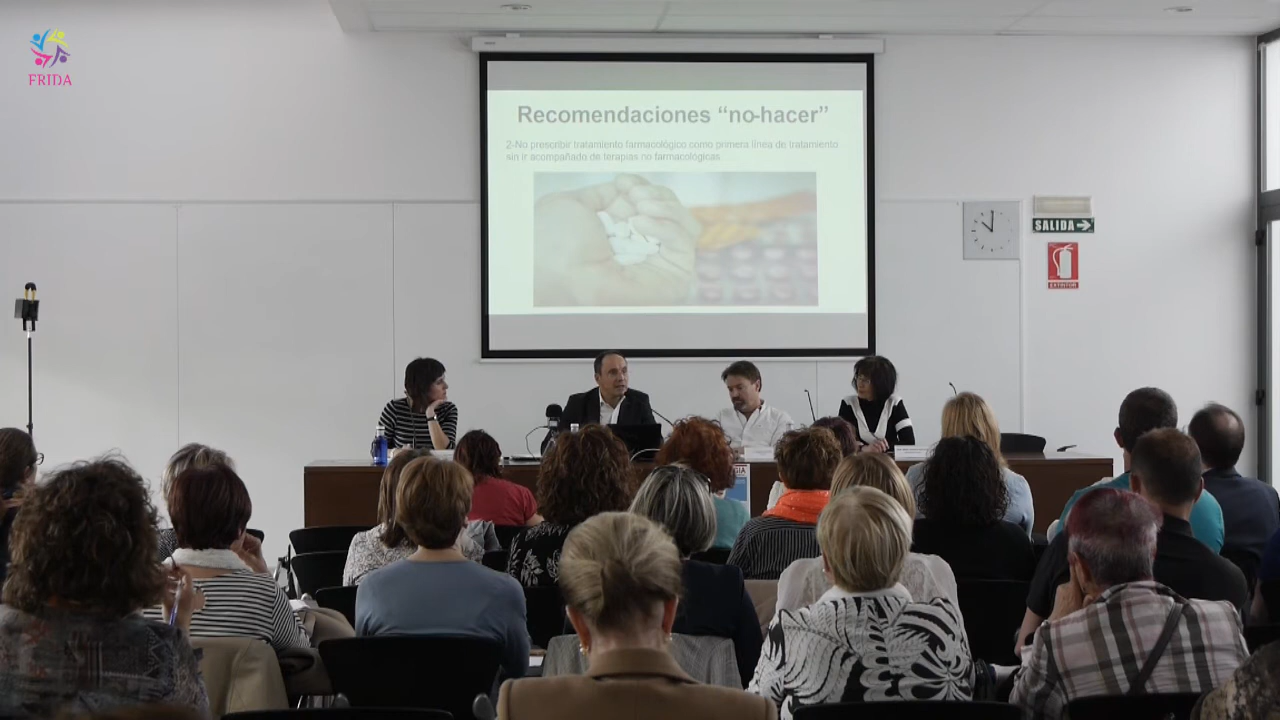 FRIDA
Recomendaciones “no-hacer”
2-No prescribir tratamiento farmacológico como primera línea de tratamiento
sin ir acompañado de terapias no farmacológicas.
SALIDA
EXTINTOR